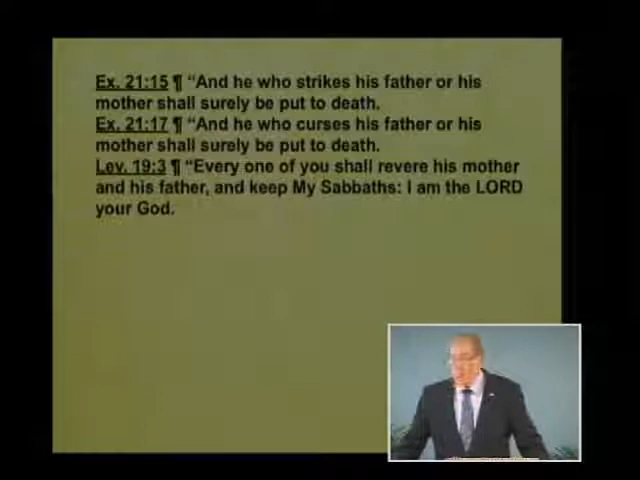 Ex. 21:15 ¶ “And he who strikes his father or his
mother shall surely be put to death.
Ex. 21:17 ¶ “And he who curses his father or his
mother shall surely be put to death.
Lev. 19:3 ¶ “Every one of you shall revere his mother
and his father, and keep My Sabbaths: I am the LORD
your God.